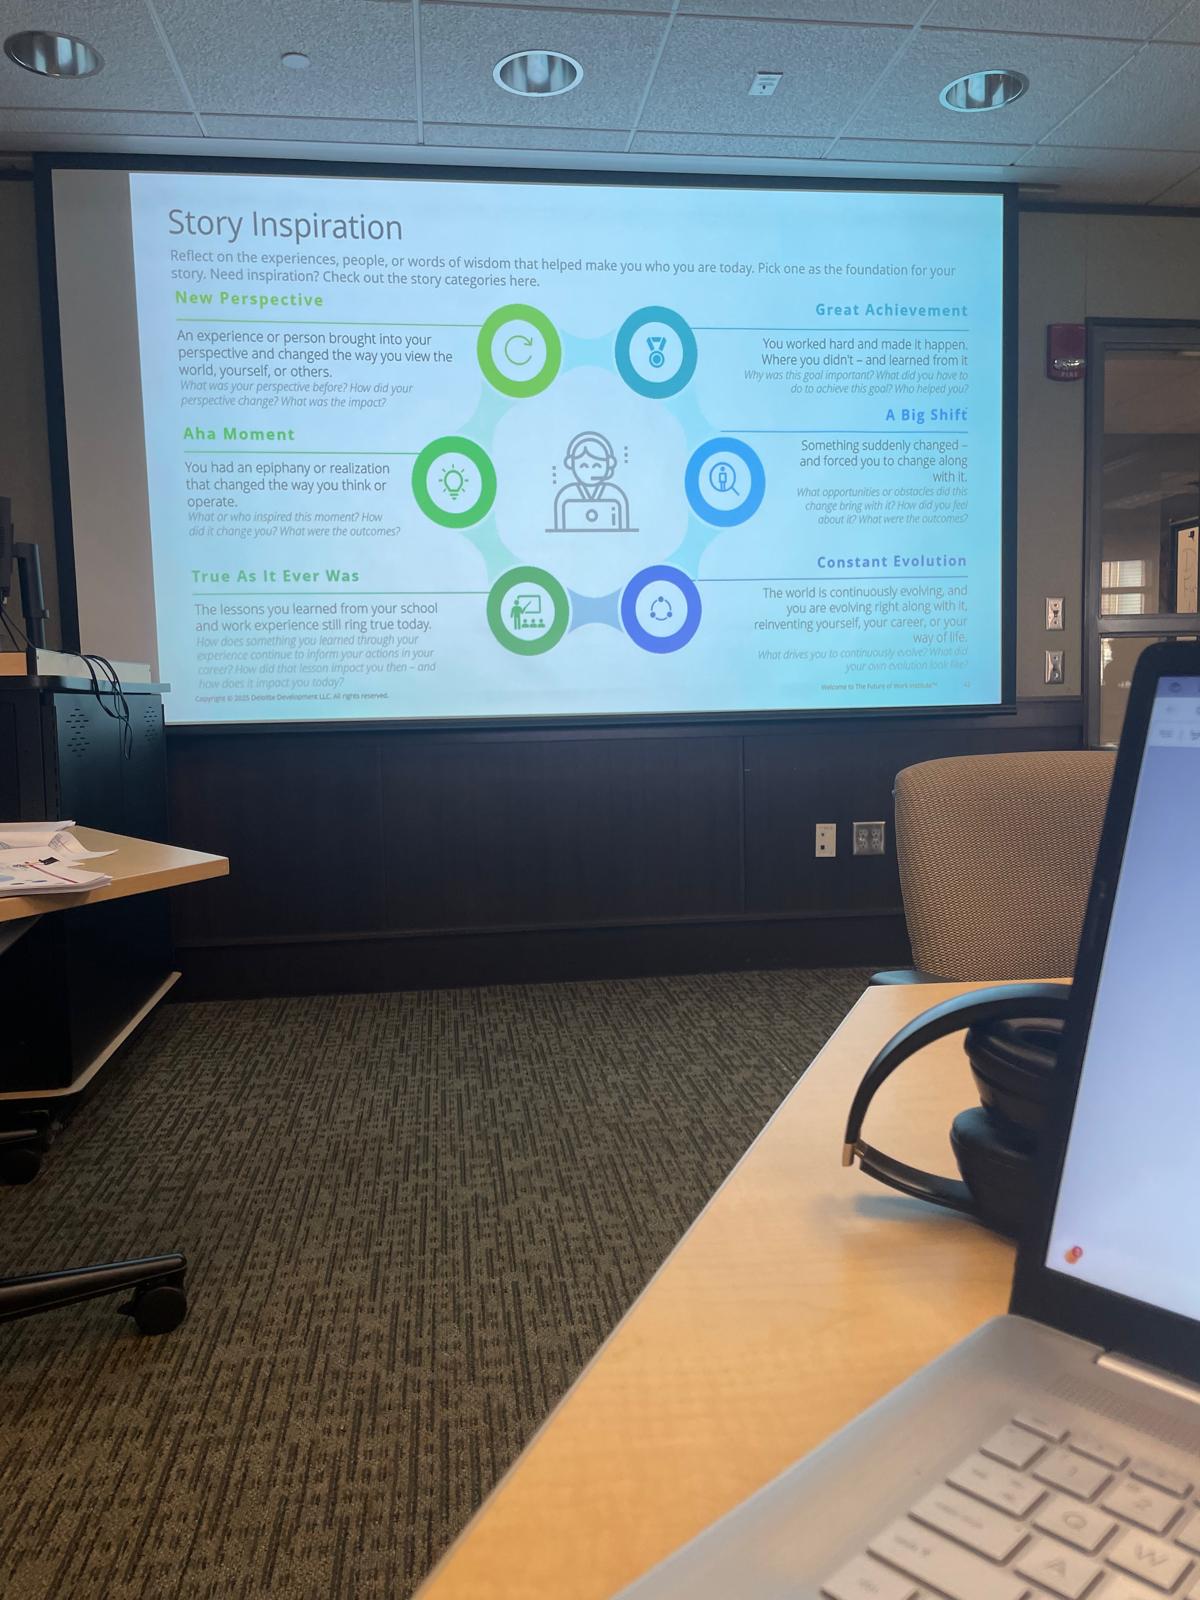 Story Inspiration
Reflect on the experiences, people, or words of wisdom that helped make you who you are today. Pick one as the foundation for your
story. Need inspiration? Check out the story categories here.
New Perspective
An experience or person brought into your
perspective and changed the way you view the
world, yourself, or others.
What was your perspective before? How did your
perspective change? What was the impact?
Aha Moment
You had an epiphany or realization
that changed the way you think or
operate.
What or who inspired this moment? How
did it change you? What were the outcomes?
True As It Ever Was
The lessons you learned from your school
and work experience still ring true today.
How does something you learned through your
experience continue to inform your actions in your
career? How did that lesson impact you then – and
how does it impact you today?
Great Achievement
You worked hard and made it happen.
Where you didn't – and learned from it
Why was this goal important? What did you have to
do to achieve this goal? Who helped you?
A Big Shift
Something suddenly changed –
and forced you to change along
with it.
What opportunities or obstacles did this
change bring with it? How did you feel
about it? What were the outcomes?
Constant Evolution
The world is continuously evolving, and
you are evolving right along with it,
reinventing yourself, your career, or your
way of life.
What drives you to continuously evolve? What did
your own evolution look like?
Copyright © 2025 Deloitte Development LLC. All rights reserved.
Welcome to The Future of Work Institute™
FIRE
Q
W
A